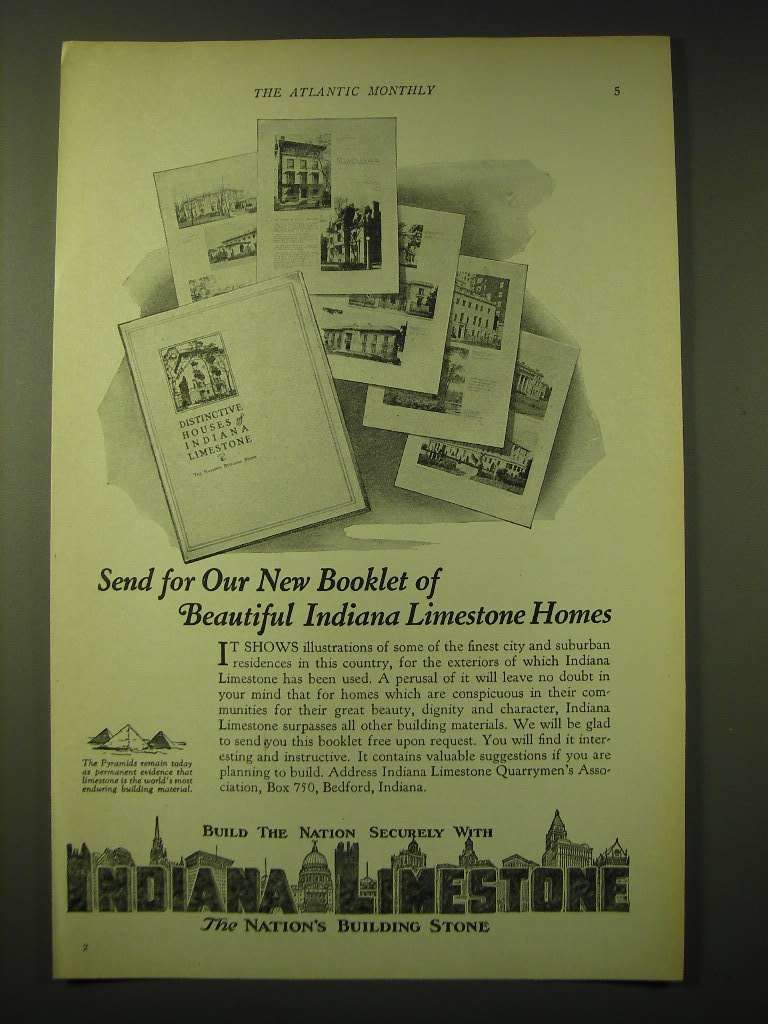 THE ATLANTIC MONTHLY 5
DISTINCTIVE
HOUSES of
INDIANA
LIMESTONE
Send for Our New Booklet of
Beautiful Indiana Limestone Homes
IT SHOWS illustrations of some of the finest city and suburban
residences in this country, for the exteriors of which Indiana
Limestone has been used. A perusal of it will leave no doubt in
your mind that for homes which are conspicuous in their com-
munities for their great beauty, dignity and character, Indiana
Limestone surpasses all other building materials. We will be glad
to send you this booklet free upon request. You will find it inter-
esting and instructive. It contains valuable suggestions if you are
planning to build. Address Indiana Limestone Quarrymen's Asso-
ciation, Box 750, Bedford, Indiana.
The Pyramids remain today
as permanent evidence that
limestone is the world's most
enduring building material.
BUILD THE NATION SECURELY WITH
INDIANA LIMESTONE
The NATION'S BUILDING STONE